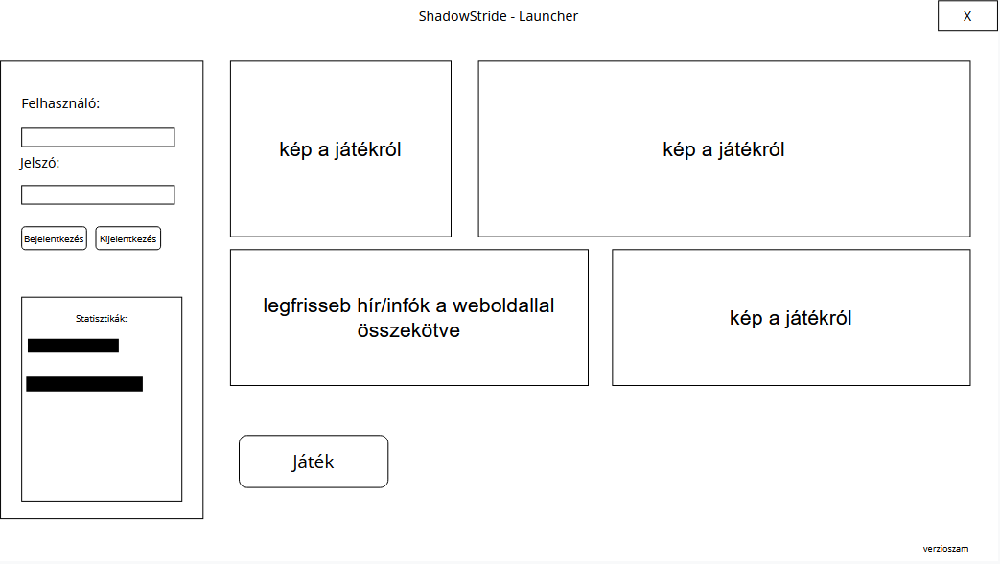 ShadowStride - Launcher
X
Felhasználó:
Jelszó:
Bejelentkezés
Kijelentkezés
Statisztikák:
kép a játékról
kép a játékról
legfrisseb hír/infók a weboldallal
összekötve
kép a játékról
Játék
verzioszam